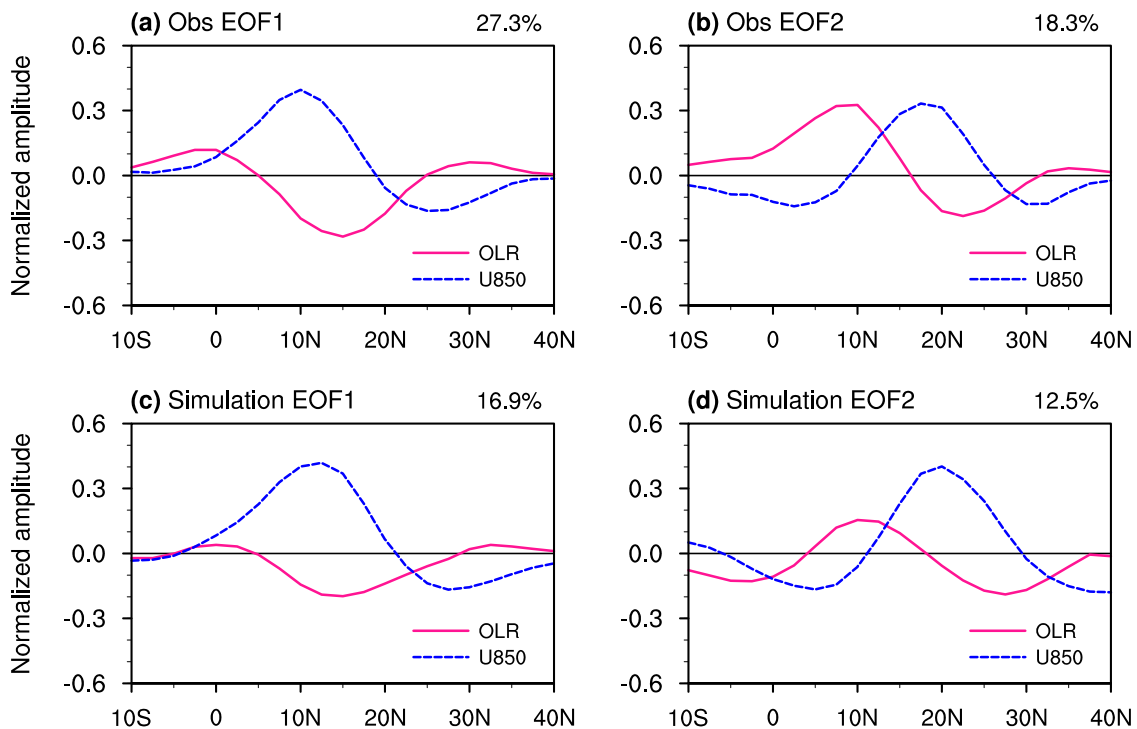 (a) Obs EOF1 27.3%
Normalized amplitude
0.6
0.3
0.0
-0.3
-0.6
OLR
U850
10S 0 10N 20N 30N 40N
(b) Obs EOF2 18.3%
0.6
0.3
0.0
-0.3
-0.6
OLR
U850
10S 0 10N 20N 30N 40N
(c) Simulation EOF1 16.9%
Normalized amplitude
0.6
0.3
0.0
-0.3
-0.6
OLR
U850
10S 0 10N 20N 30N 40N
(d) Simulation EOF2 12.5%
0.6
0.3
0.0
-0.3
-0.6
OLR
U850
10S 0 10N 20N 30N 40N